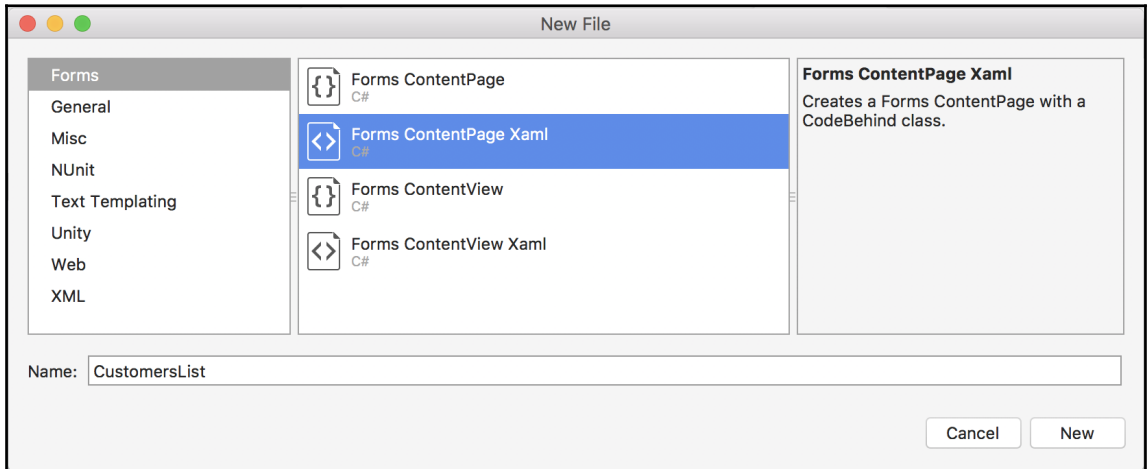 New File
Forms
General
Misc
NUnit
Text Templating
Unity
Web
XML
Forms ContentPage
C#
Forms ContentPage Xaml
C#
Forms ContentView
C#
Forms ContentView Xaml
C#
Forms ContentPage Xaml
Creates a Forms ContentPage with a
CodeBehind class.
Name: CustomersList
Cancel New